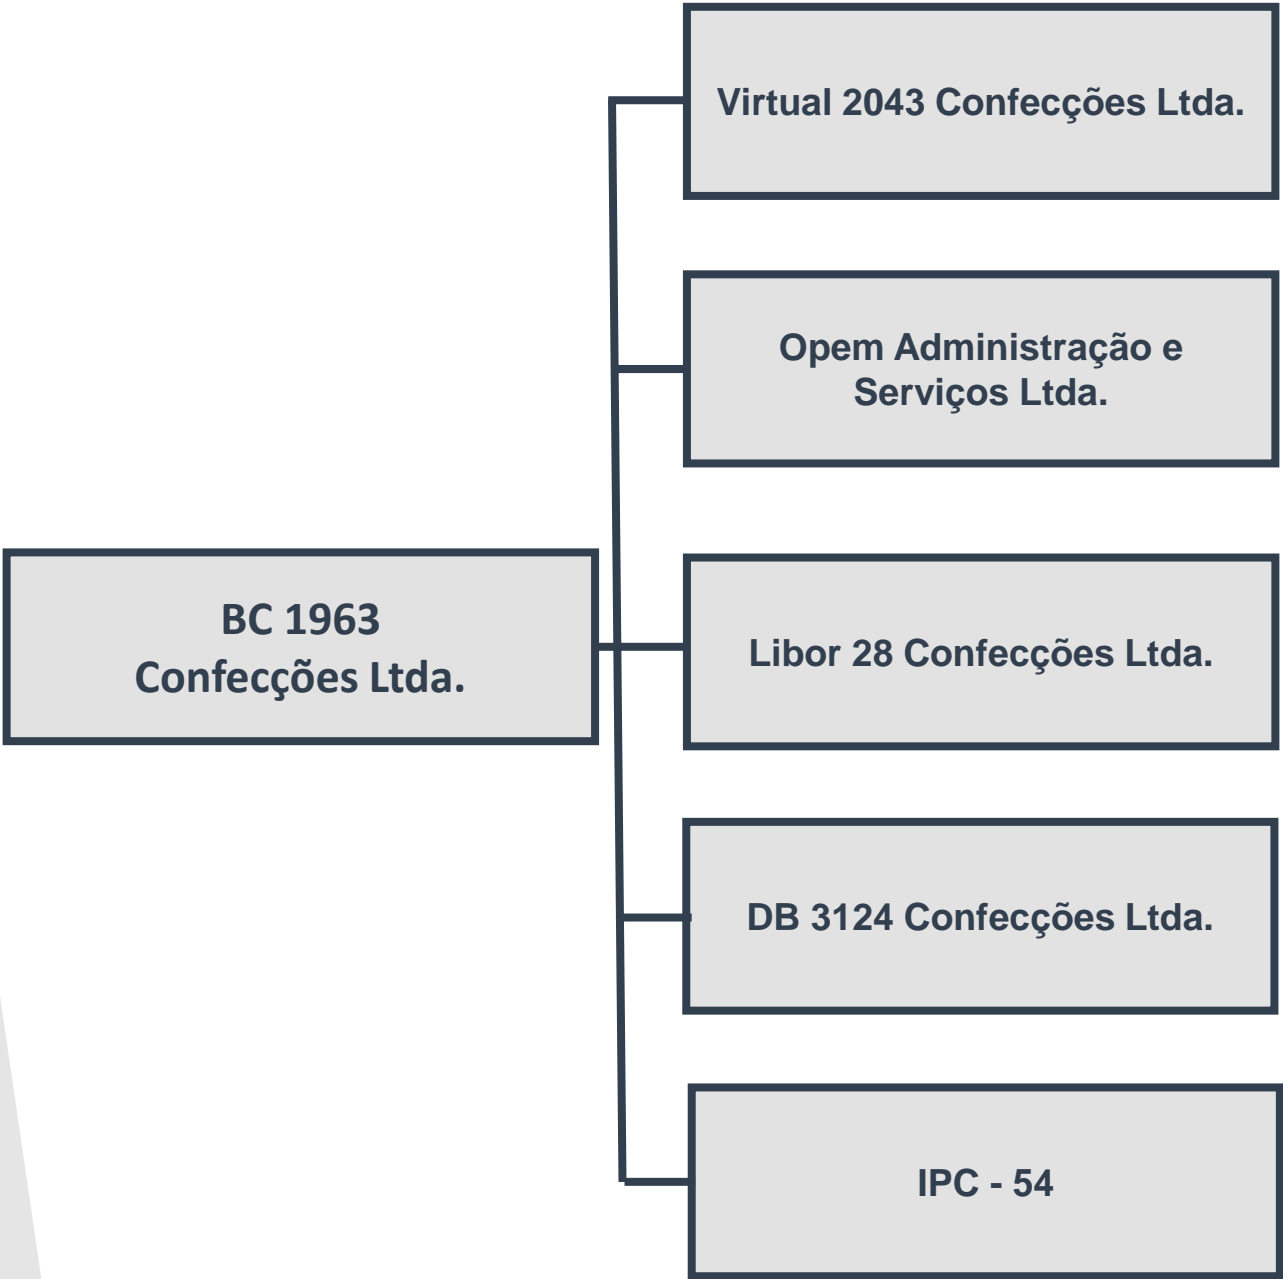 Virtual 2043 Confecções Ltda.
Opem Administração e
Serviços Ltda.
BC 1963
Confecções Ltda.
Libor 28 Confecções Ltda.
DB 3124 Confecções Ltda.
IPC - 54